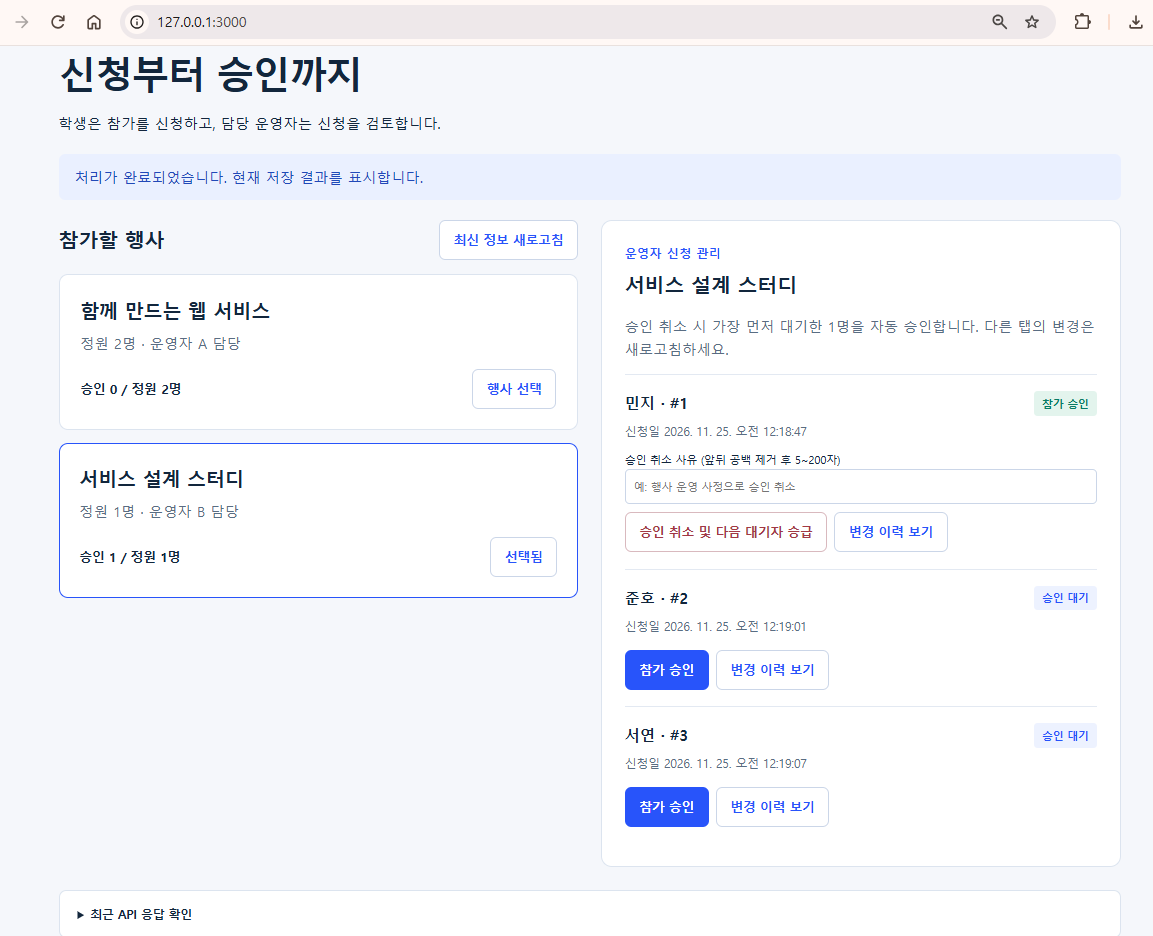 127.0.0.1:3000
신청부터 승인까지
학생은 참가를 신청하고, 담당 운영자는 신청을 검토합니다.
처리가 완료되었습니다. 현재 저장 결과를 표시합니다.
참가할 행사
최신 정보 새로고침
함께 만드는 웹 서비스
정원 2명 · 운영자 A 담당
승인 0 / 정원 2명
행사 선택
서비스 설계 스터디
정원 1명 · 운영자 B 담당
승인 1 / 정원 1명
선택됨
운영자 신청 관리
서비스 설계 스터디
승인 취소 시 가장 먼저 대기한 1명을 자동 승인합니다. 다른 탭의 변경은
새로고침하세요.
민지 · #1
참가 승인
신청일 2026. 11. 25. 오전 12:18:47
승인 취소 사유 (앞뒤 공백 제거 후 5~200자)
예: 행사 운영 사정으로 승인 취소
승인 취소 및 다음 대기자 승급
변경 이력 보기
준호 · #2
승인 대기
신청일 2026. 11. 25. 오전 12:19:01
참가 승인
변경 이력 보기
서연 · #3
승인 대기
신청일 2026. 11. 25. 오전 12:19:07
참가 승인
변경 이력 보기
▶ 최근 API 응답 확인